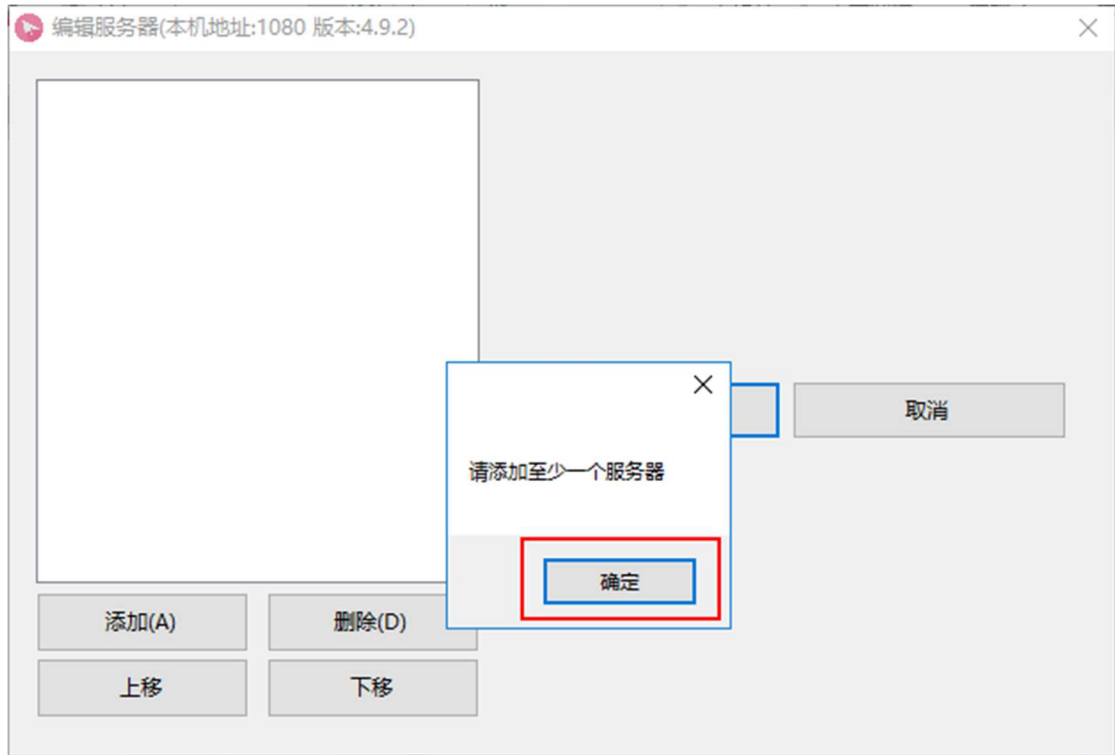 编辑服务器(本机地址:1080 版本:4.9.2)
取消
请添加至少一个服务器
确定
添加(A)
删除(D)
上移
下移